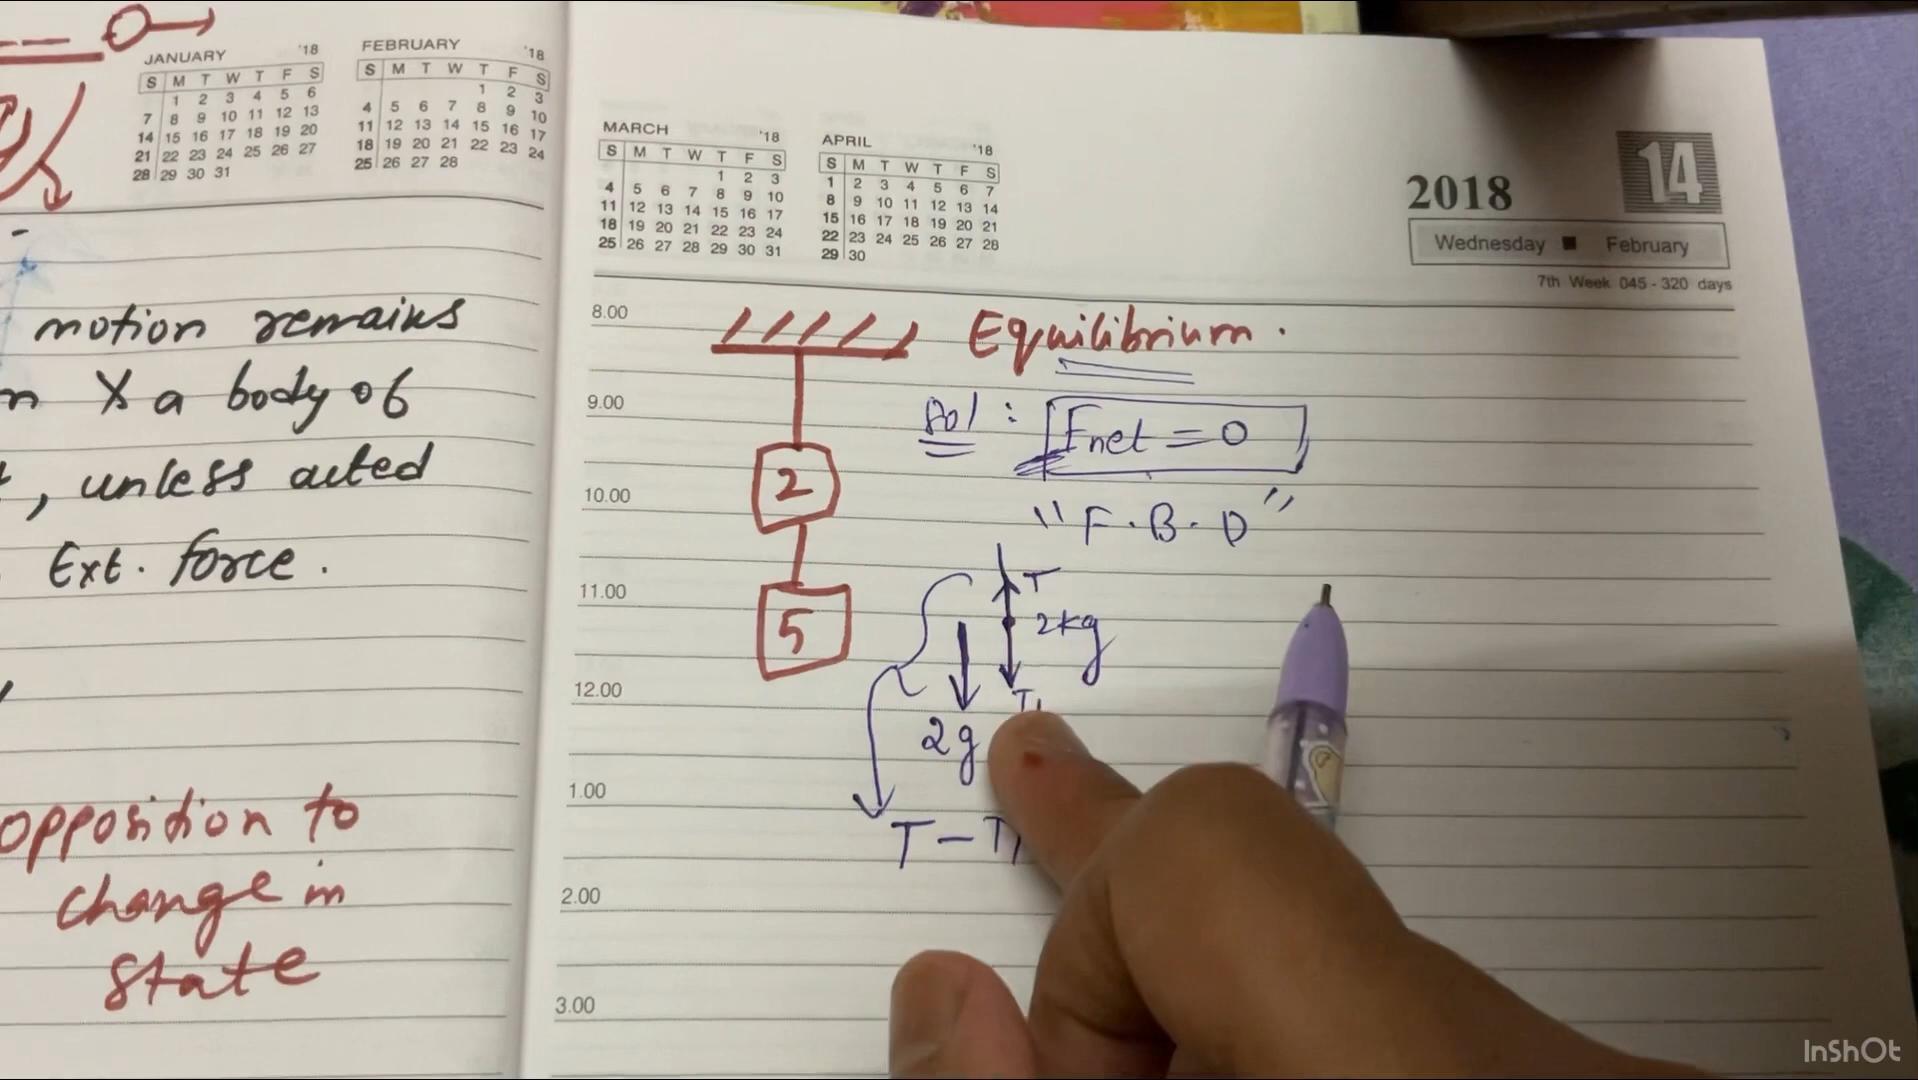 JANUARY '18
S M T W T F S
1 2 3 4 5 6
7 8 9 10 11 12 13
14 15 16 17 18 19 20
21 22 23 24 25 26 27
28 29 30 31
FEBRUARY '18
S M T W T F S
1 2 3
4 5 6 7 8 9 10
11 12 13 14 15 16 17
18 19 20 21 22 23 24
25 26 27 28
motion remains
X a body of
, unless acted
Ext. force.
opposition to
change in
state
MARCH '18
S M T W T F S
1 2 3
4 5 6 7 8 9 10
11 12 13 14 15 16 17
18 19 20 21 22 23 24
25 26 27 28 29 30 31
APRIL '18
S M T W T F S
1 2 3 4 5 6 7
8 9 10 11 12 13 14
15 16 17 18 19 20 21
22 23 24 25 26 27 28
29 30
2018 14
Wednesday ■ February
7th Week 045 - 320 days
8.00
Equilibrium.
9.00
Sol : Fnet = 0
2
10.00
"F.B.D"
11.00
T
2kg
5
12.00
T1
2g
1.00
T - T1
2.00
3.00
InShOt